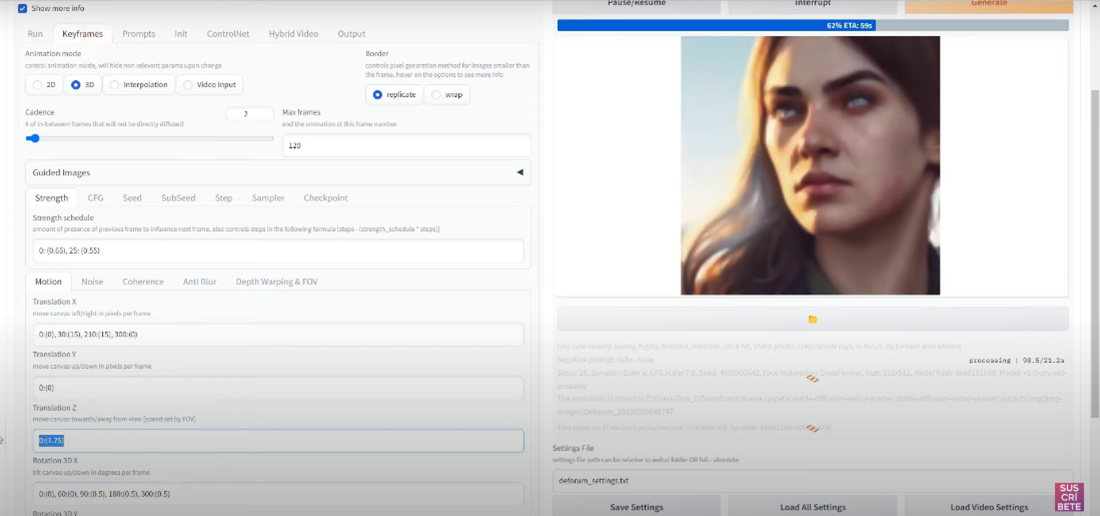 Show more info
Pause/Resume
interrupt
Generate
62% ETA: 59s
Run
Keyframes
Prompts
Init
ControlNet
Hybrid Video
Output
Animation mode
control animation mode, will hide non relevant params upon change
2D
3D
Interpolation
Video Input
Border
controls pixel generation method for images smaller than
the frame. hover on the options to see more info
replicate
wrap
Cadence
2
# of in-between frames that will not be directly diffused
Max frames
end the animation at this frame number
120
Guided Images
Strength
CFG
Seed
SubSeed
Step
Sampler
Checkpoint
Strength schedule
amount of presence of previous frame to influence next frame, also controls steps in the following formula [steps - (strength_schedule * steps)]
0: (0.65), 25: (0.55)
Motion
Noise
Coherence
Anti Blur
Depth Warping & FOV
Translation X
move canvas left/right in pixels per frame
0:(0), 30:(15), 210:(15), 300:(0)
Translation Y
move canvas up/down in pixels per frame
0:(0)
Translation Z
move canvas towards/away from view [speed set by FOV]
0:(1.75)
Rotation 3D X
tilt canvas up/down in degrees per frame
0:(0), 60:(0), 90:(0.5), 180:(0.5), 300:(0.5)
Rotation 3D Y
processing | 98.5/21.2s
Negative prompt: nsfw, nude
Settings File
settings file path can be relative to webui folder OR full - absolute
deforum_settings.txt
Save Settings
Load All Settings
Load Video Settings
SUS
CRÍ
BETE